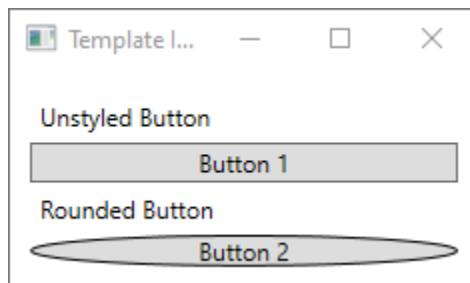 Template I...
Unstyled Button
Button 1
Rounded Button
Button 2